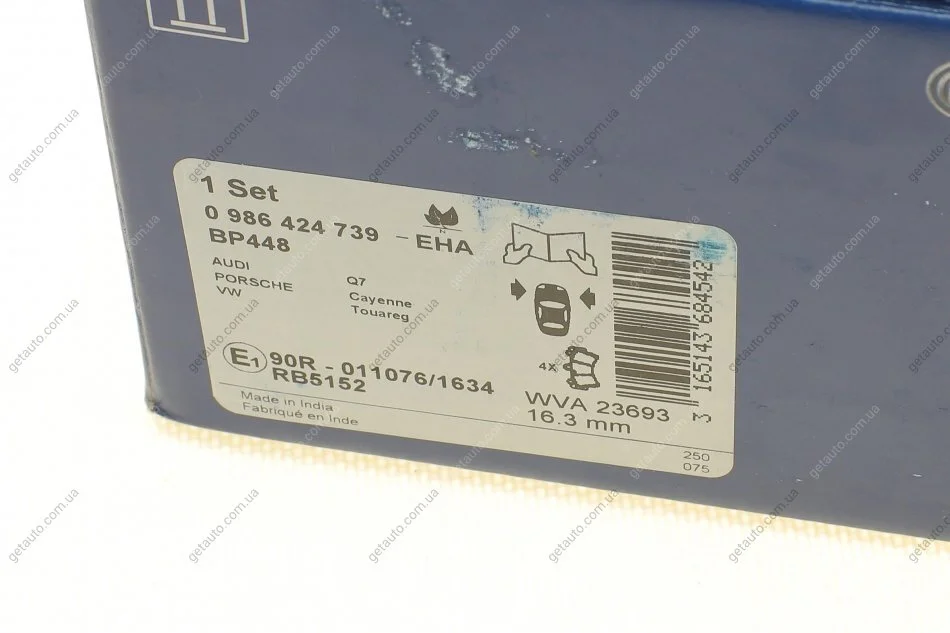 1 Set
0 986 424 739 - EHA
BP448
N
AUDI
PORSCHE
VW
Q7
Cayenne
Touareg
4x
E1 90R - 011076/1634
RB5152
WVA 23693
16.3 mm
Made in India
Fabriqué en Inde
250
075
3 165143 684542
getauto.com.ua